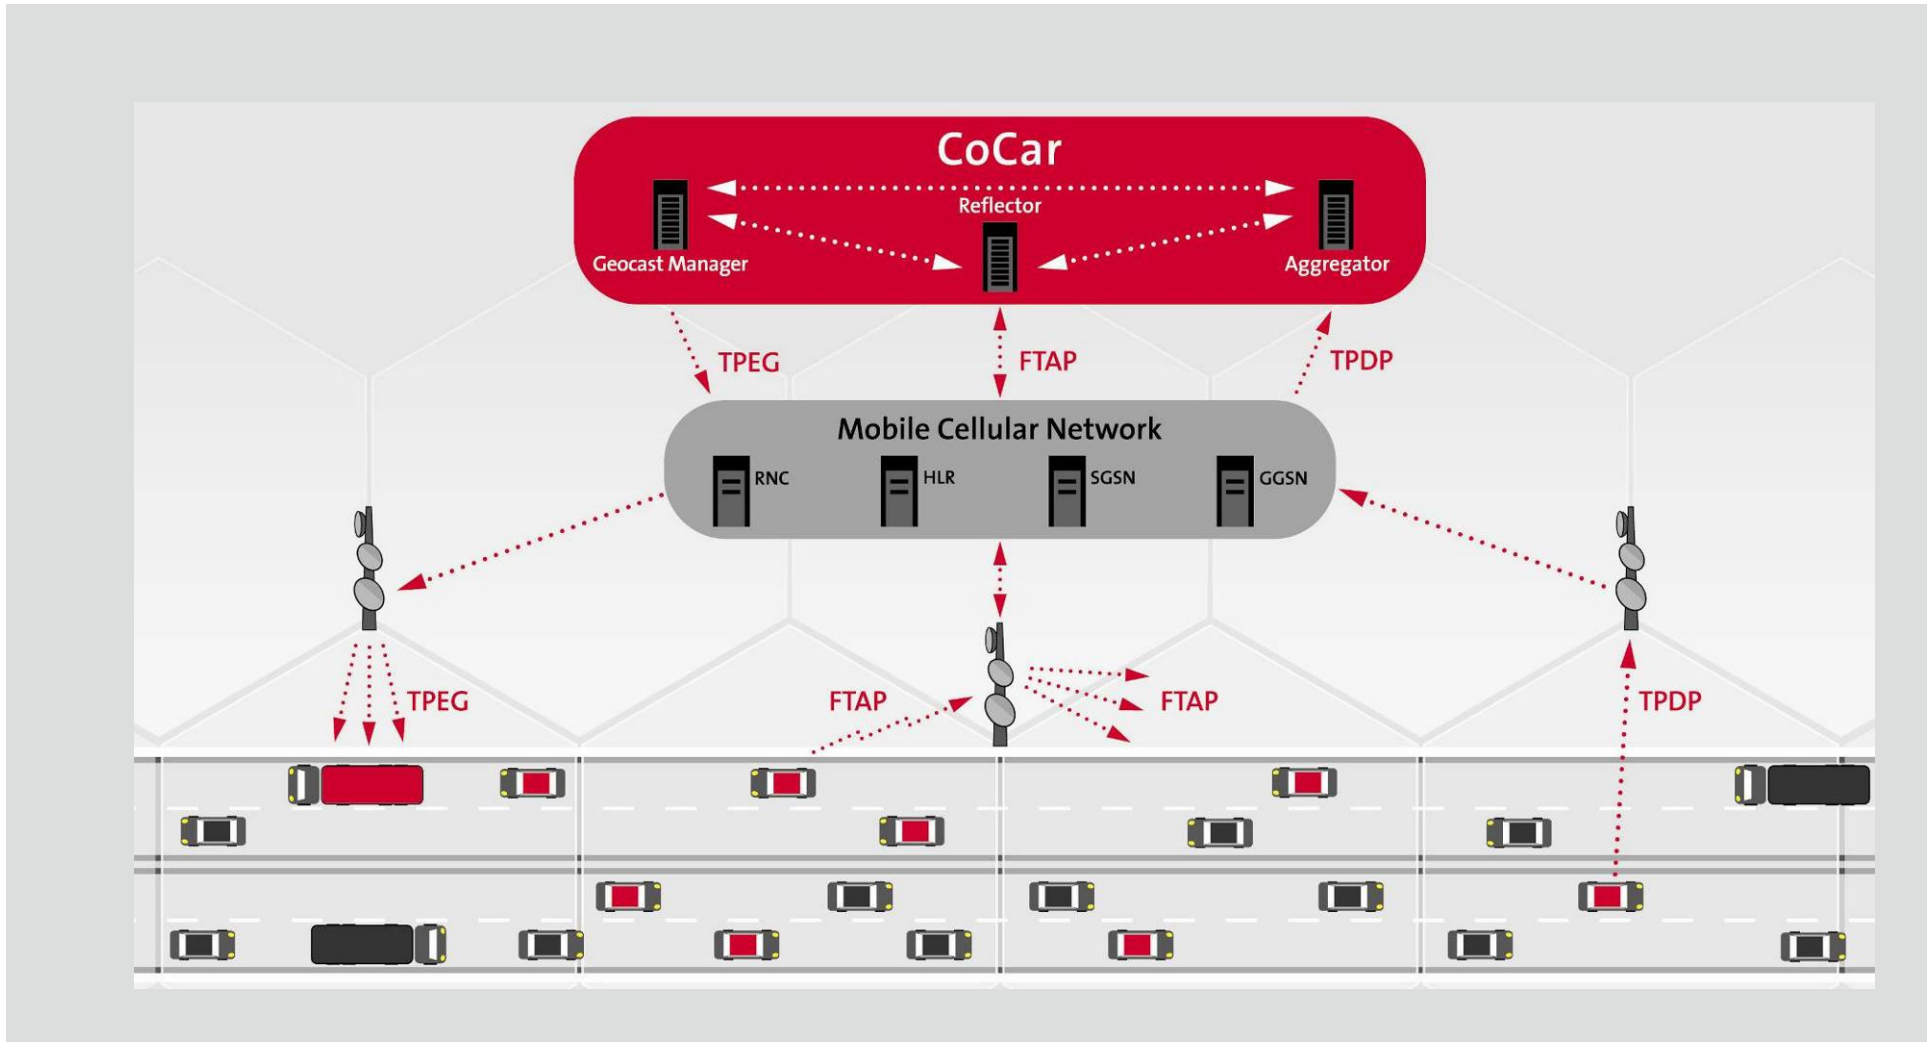 CoCar
Reflector
Geocast Manager
Aggregator
TPEG
FTAP
TPDP
Mobile Cellular Network
RNC
HLR
SGSN
GGSN
TPEG
FTAP
FTAP
TPDP